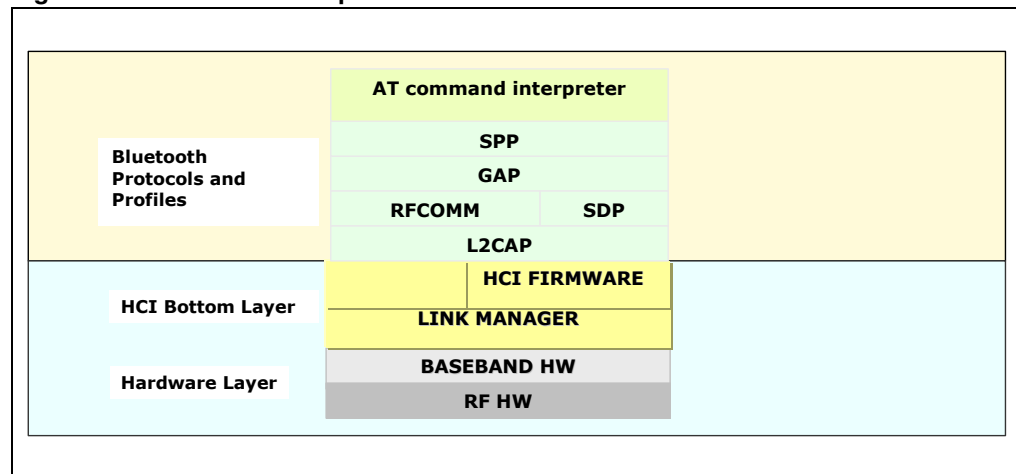 AT command interpreter
SPP
Bluetooth
Protocols and
Profiles
GAP
RFCOMM SDP
L2CAP
HCI FIRMWARE
HCI Bottom Layer
LINK MANAGER
BASEBAND HW
Hardware Layer
RF HW